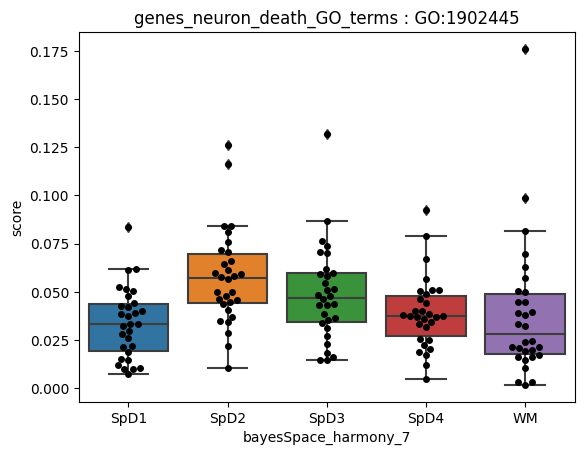 genes_neuron_death_GO_terms : GO:1902445
0.175
0.150
0.125
0.100
0.075
0.050
0.025
0.000
score
SpD1 SpD2 SpD3 SpD4 WM
bayesSpace_harmony_7